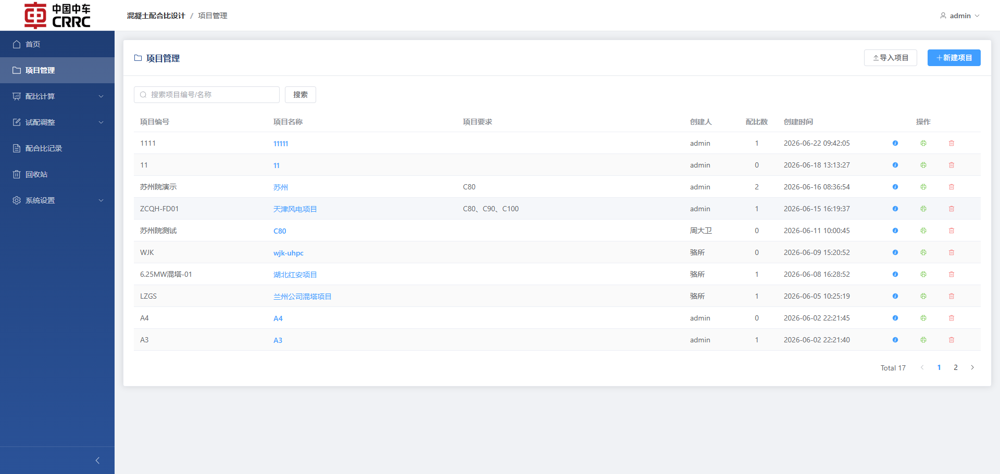 中国中车
CRRC
混凝土配合比设计 / 项目管理
admin
首页
项目管理
配比计算
试配调整
配合比记录
回收站
系统设置
项目管理
导入项目
新建项目
搜索项目编号/名称
搜索
项目编号 项目名称 项目要求 创建人 配比数 创建时间 操作
1111 11111 admin 1 2026-06-22 09:42:05
11 11 admin 0 2026-06-18 13:13:27
苏州院演示 苏州 C80 admin 2 2026-06-16 08:36:54
ZCQH-FD01 天津风电项目 C80、C90、C100 admin 1 2026-06-15 16:19:37
苏州院测试 C80 周大卫 0 2026-06-11 10:00:45
WJK wjk-uhpc 骆所 0 2026-06-09 15:20:52
6.25MW混塔-01 湖北红安项目 骆所 1 2026-06-08 16:28:52
LZGS 兰州公司混塔项目 骆所 1 2026-06-05 10:25:19
A4 A4 admin 0 2026-06-02 22:21:45
A3 A3 admin 1 2026-06-02 22:21:40
Total 17 1 2